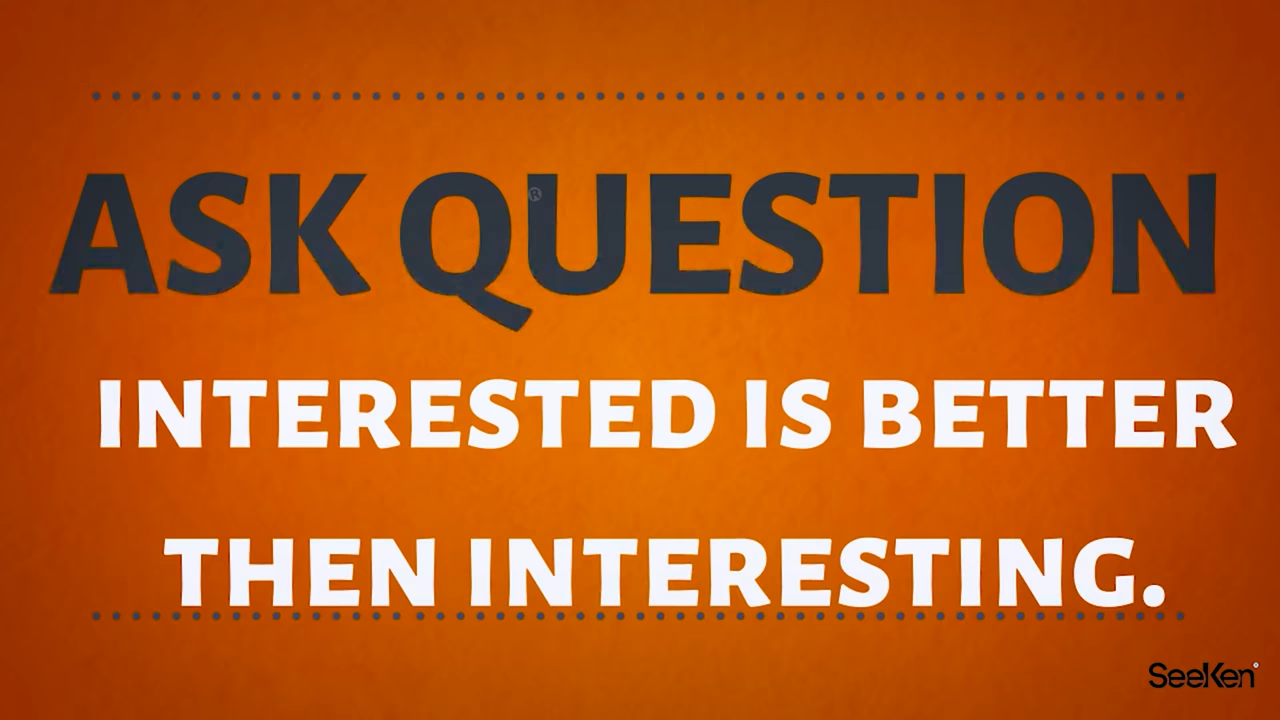 ASK QUESTION
®
INTERESTED IS BETTER
THEN INTERESTING.
SeeKen